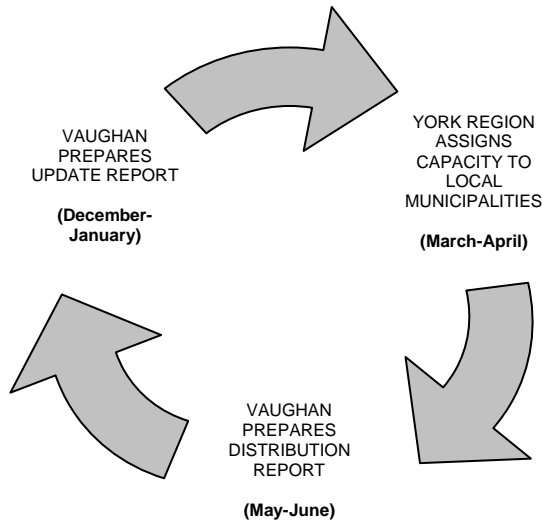 VAUGHAN
PREPARES
UPDATE REPORT
(December-
January)
YORK REGION
ASSIGNS
CAPACITY TO
LOCAL
MUNICIPALITIES
(March-April)
VAUGHAN
PREPARES
DISTRIBUTION
REPORT
(May-June)